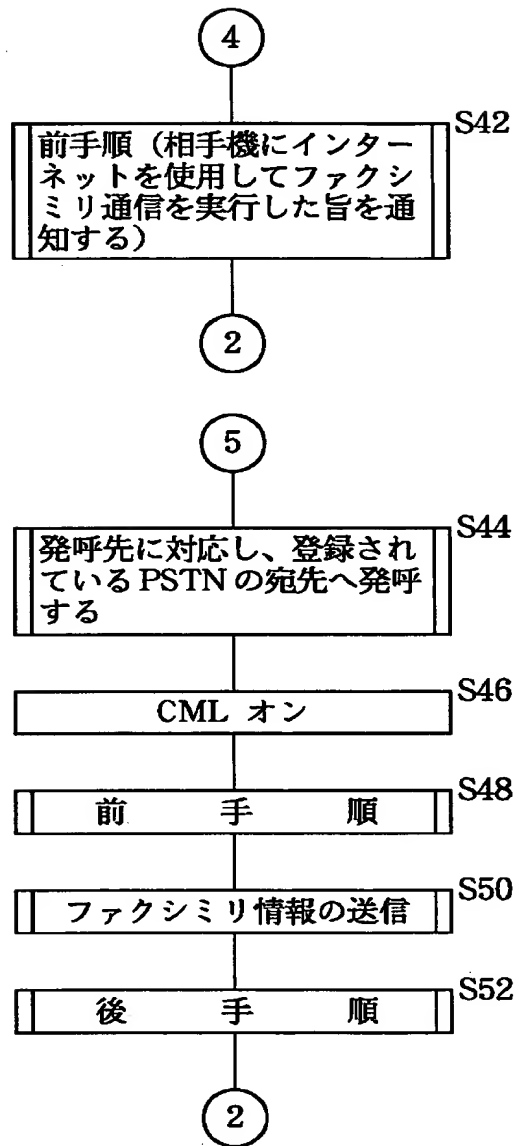 4
S42
前手順（相手機にインター
ネットを使用してファクシ
ミリ通信を実行した旨を通
知する）
2
5
S44
発呼先に対応し、登録され
ているPSTNの宛先へ発呼
する
S46
CML オン
S48
前 手 順
S50
ファクシミリ情報の送信
S52
後 手 順
2